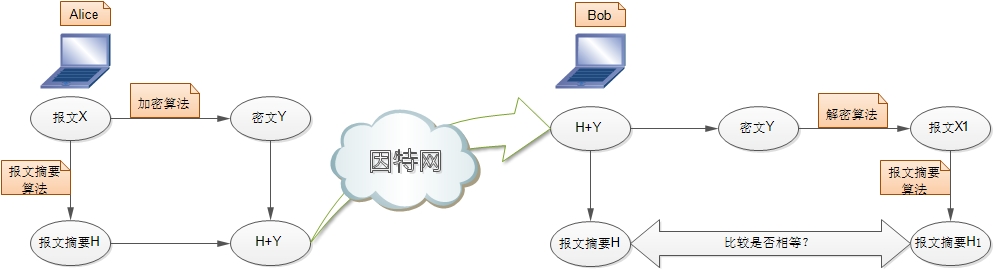 Alice
Bob
报文X
加密算法
密文Y
报文摘要
算法
报文摘要H
H+Y
因特网
H+Y
密文Y
解密算法
报文X1
报文摘要
算法
报文摘要H
比较是否相等?
报文摘要H1